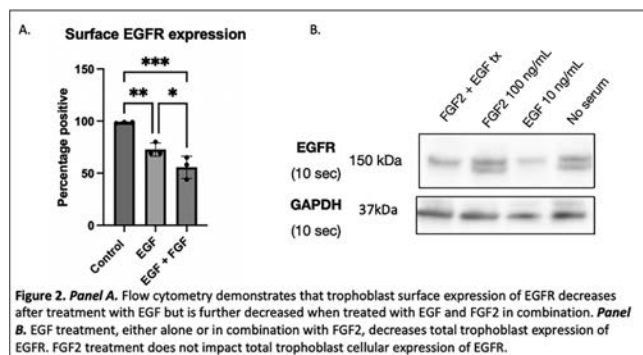 A.
Surface EGFR expression
***
** *
Percentage positive
150
100
50
0
Control
EGF
EGF + FGF
B.
FGF2 + EGF tx
FGF2 100 ng/mL
EGF 10 ng/mL
No serum
EGFR
(10 sec)
150 kDa
GAPDH
(10 sec)
37kDa
Figure 2. Panel A. Flow cytometry demonstrates that trophoblast surface expression of EGFR decreases
after treatment with EGF but is further decreased when treated with EGF and FGF2 in combination. Panel
B. EGF treatment, either alone or in combination with FGF2, decreases total trophoblast expression of
EGFR. FGF2 treatment does not impact total trophoblast cellular expression of EGFR.